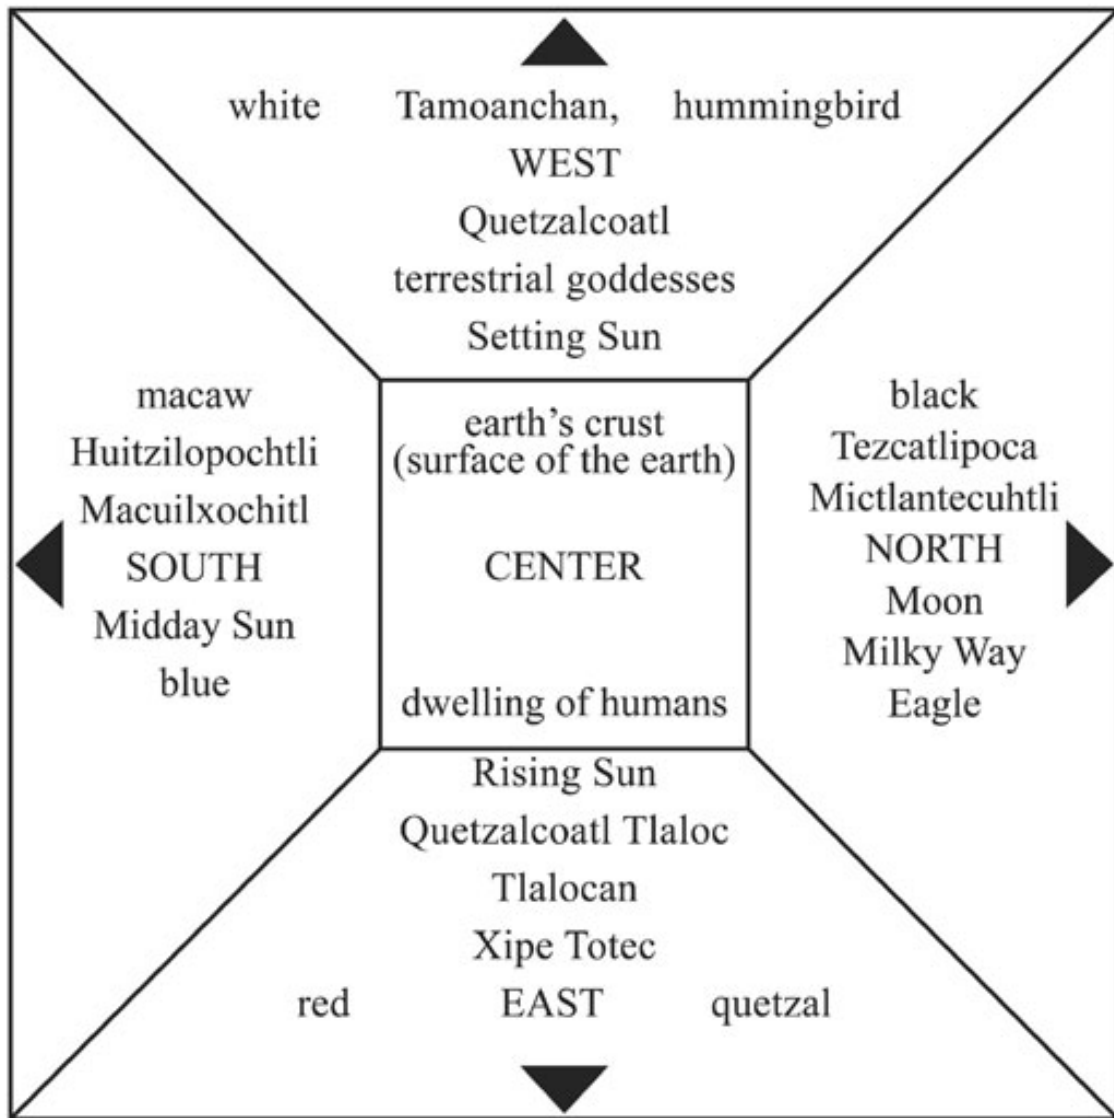 white Tamoanchan, hummingbird
WEST
Quetzalcoatl
terrestrial goddesses
Setting Sun
macaw
Huitzilopochtli
Macuilxochitl
SOUTH
Midday Sun
blue
earth's crust
(surface of the earth)
CENTER
dwelling of humans
black
Tezcatlipoca
Mictlantecuhtli
NORTH
Moon
Milky Way
Eagle
Rising Sun
Quetzalcoatl Tlaloc
Tlalocan
Xipe Totec
red EAST quetzal